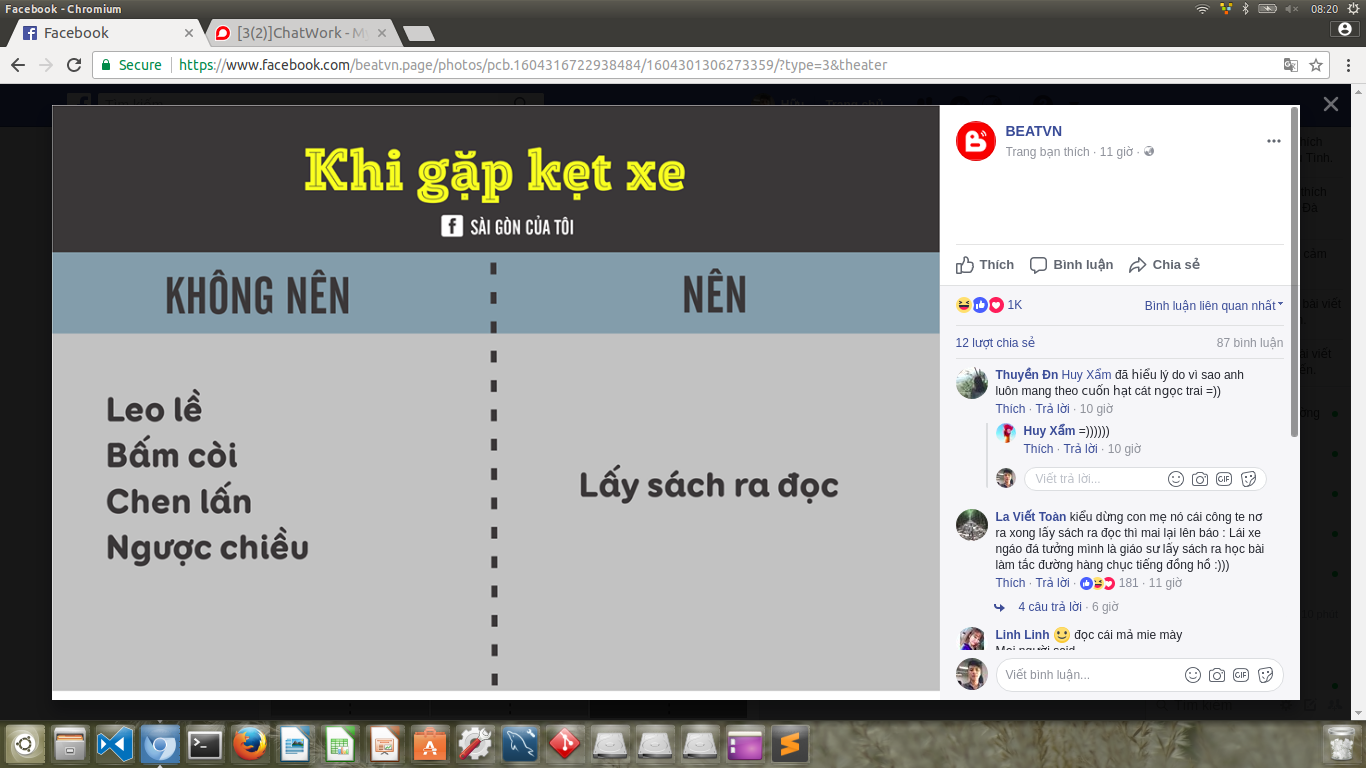 Facebook - Chromium
08:20
Facebook
[3(2)]ChatWork - My
Secure
https://www.facebook.com/beatvn.page/photos/pcb.1604316722938484/1604301306273359/?type=3&theater
Khi gặp kẹt xe
SÀI GÒN CỦA TÔI
KHÔNG NÊN
NÊN
Leo lề
Bấm còi
Chen lấn
Ngược chiều
Lấy sách ra đọc
BEATVN
Trang bạn thích · 11 giờ ·
Thích
Bình luận
Chia sẻ
1K
Bình luận liên quan nhất
12 lượt chia sẻ
87 bình luận
Thuyền Đn Huy Xẩm đã hiểu lý do vì sao anh
luôn mang theo cuốn hạt cát ngọc trai =))
Thích · Trả lời · 10 giờ
Huy Xẩm =))))))
Thích · Trả lời · 10 giờ
Viết trả lời...
GIF
La Viết Toàn kiểu dừng con mẹ nó cái công te nơ
ra xong lấy sách ra đọc thì mai lại lên báo : Lái xe
ngáo đá tưởng mình là giáo sư lấy sách ra học bài
làm tắc đường hàng chục tiếng đồng hồ :)))
Thích · Trả lời · 181 · 11 giờ
4 câu trả lời · 6 giờ
Linh Linh đọc cái mả mie mày
Mọi người said
Viết bình luận...
GIF